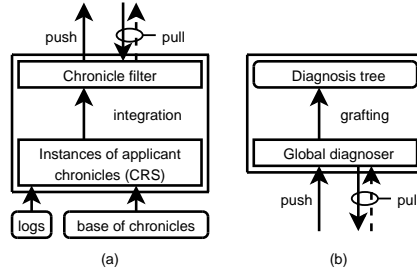 push
pull
Chronicle filter
integration
Instances of applicant
chronicles (CRS)
logs
base of chronicles
(a)
Diagnosis tree
grafting
Global diagnoser
push
pull
(b)